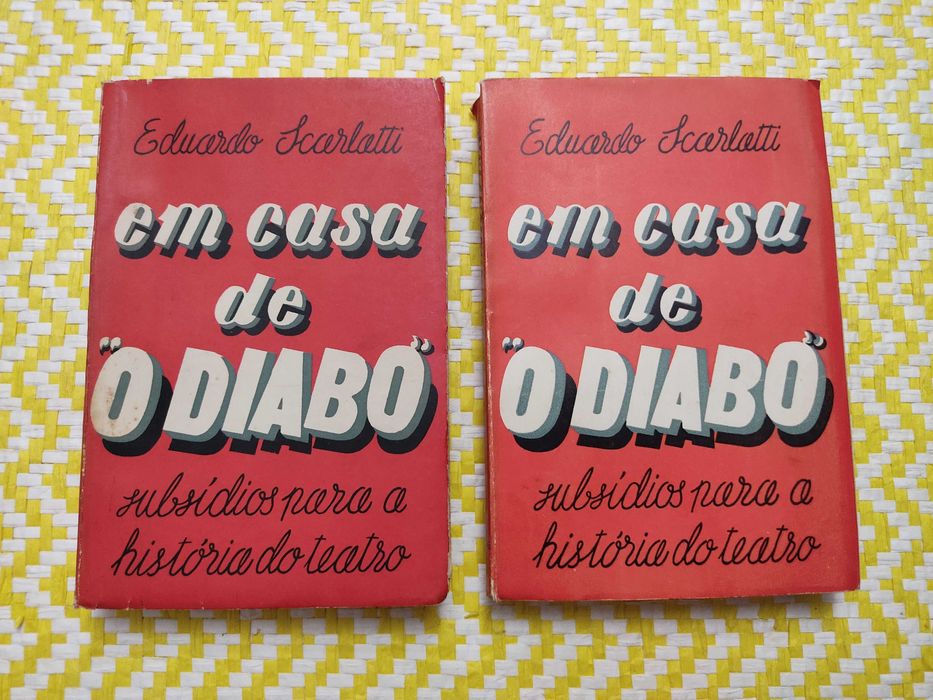 Eduardo Scarlatti
em casa
de
"O DIABO"
subsídios para a
história do teatro
Eduardo Scarlatti
em casa
de
"O DIABO"
subsídios para a
história do teatro